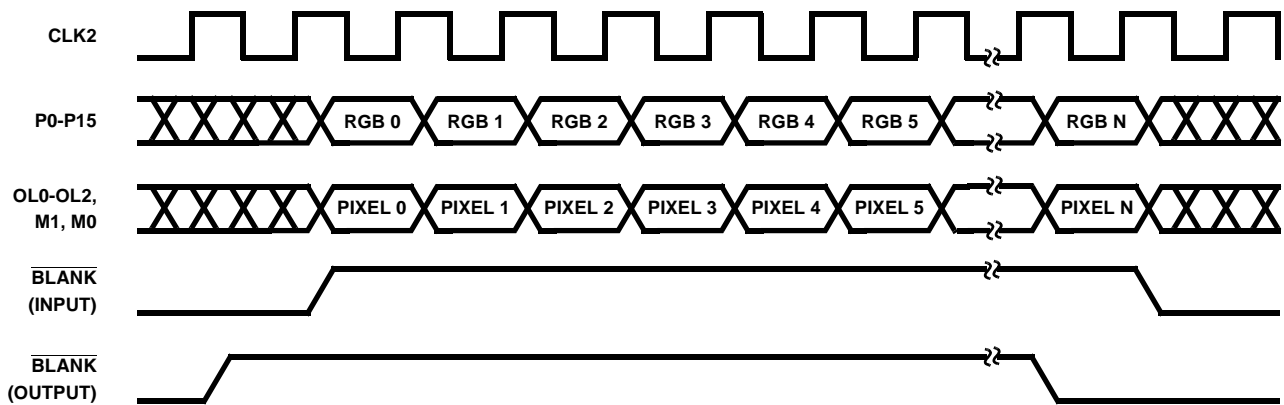 CLK2
P0-P15
RGB 0 RGB 1 RGB 2 RGB 3 RGB 4 RGB 5 RGB N
OL0-OL2,
M1, M0
PIXEL 0 PIXEL 1 PIXEL 2 PIXEL 3 PIXEL 4 PIXEL 5 PIXEL N
BLANK
(INPUT)
BLANK
(OUTPUT)